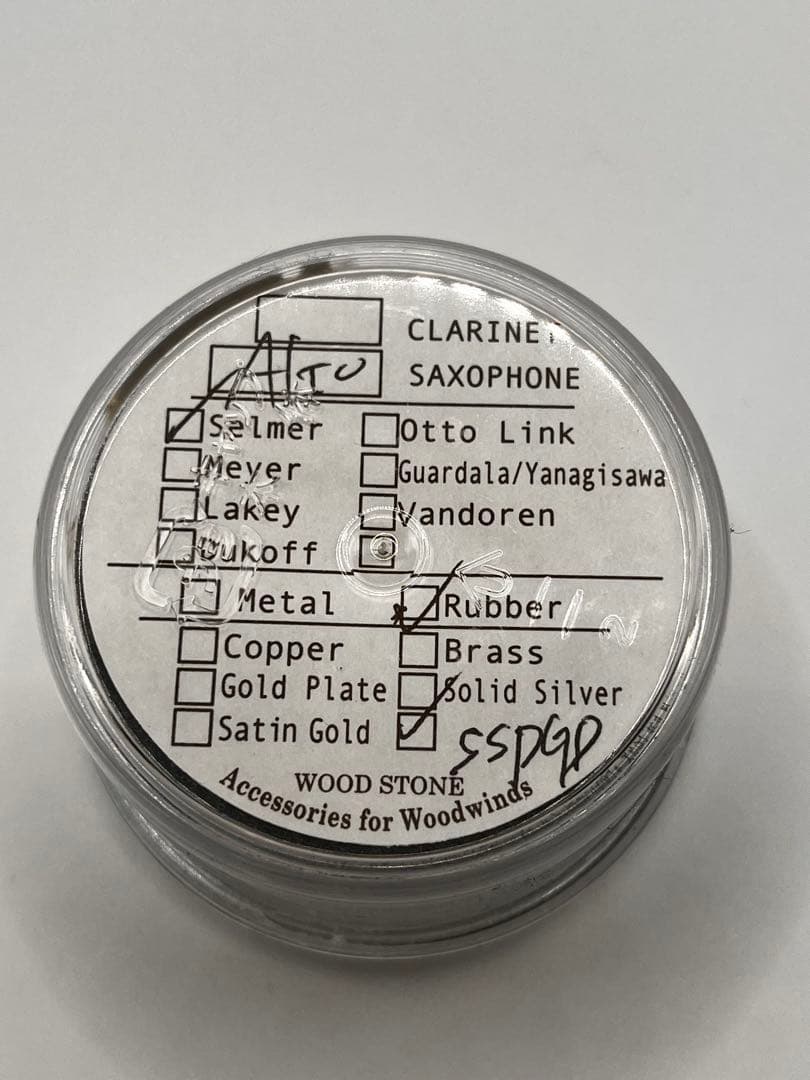 CLARINET
Alto SAXOPHONE
Selmer Otto Link
Meyer Guardala/Yanagisawa
Lakey Vandoren
Dukoff
Metal Rubber
Copper Brass
Gold Plate Solid Silver
Satin Gold SSPGP
WOOD STONE
Accessories for Woodwinds